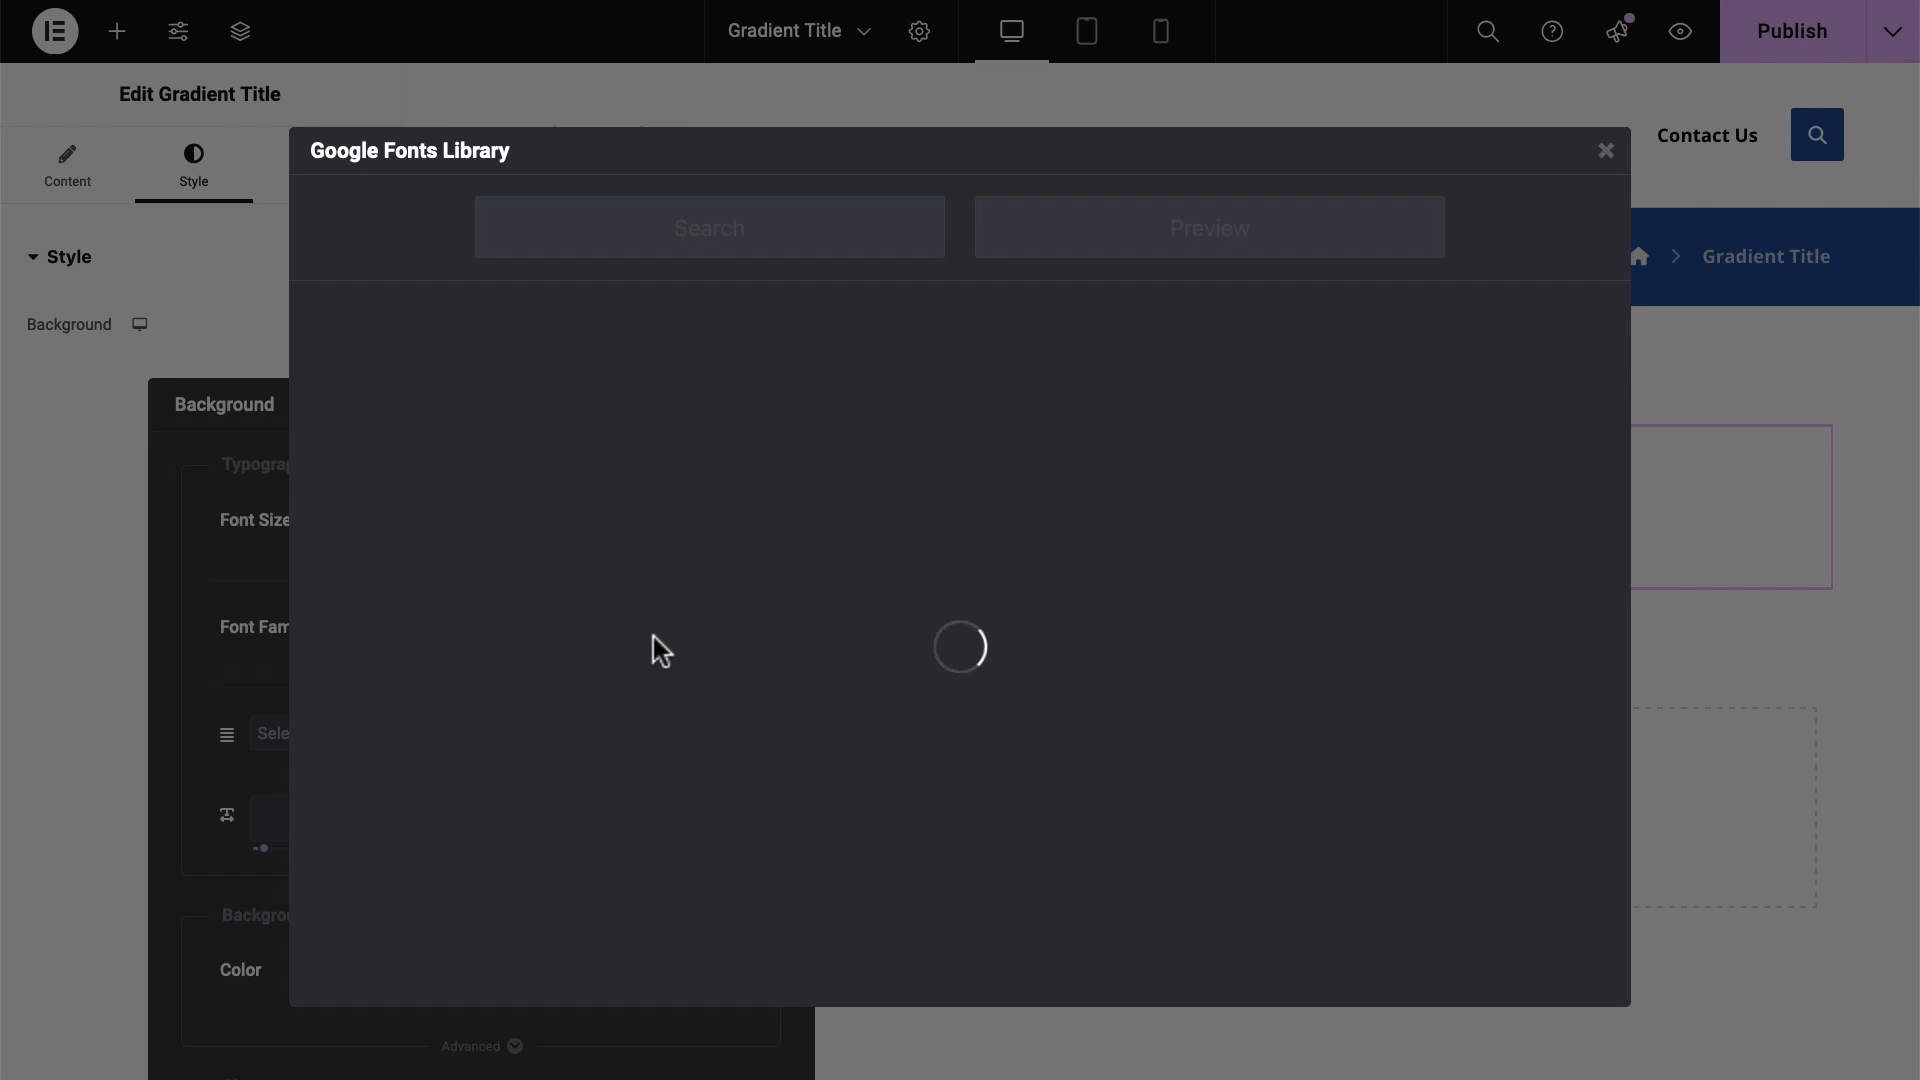 Gradient Title
Publish
Edit Gradient Title
Content
Style
Contact Us
Google Fonts Library
Search
Preview
Style
Gradient Title
Background
Background
Typogra
Font Size
Font Fam
Sele
Backgro
Color
Advanced